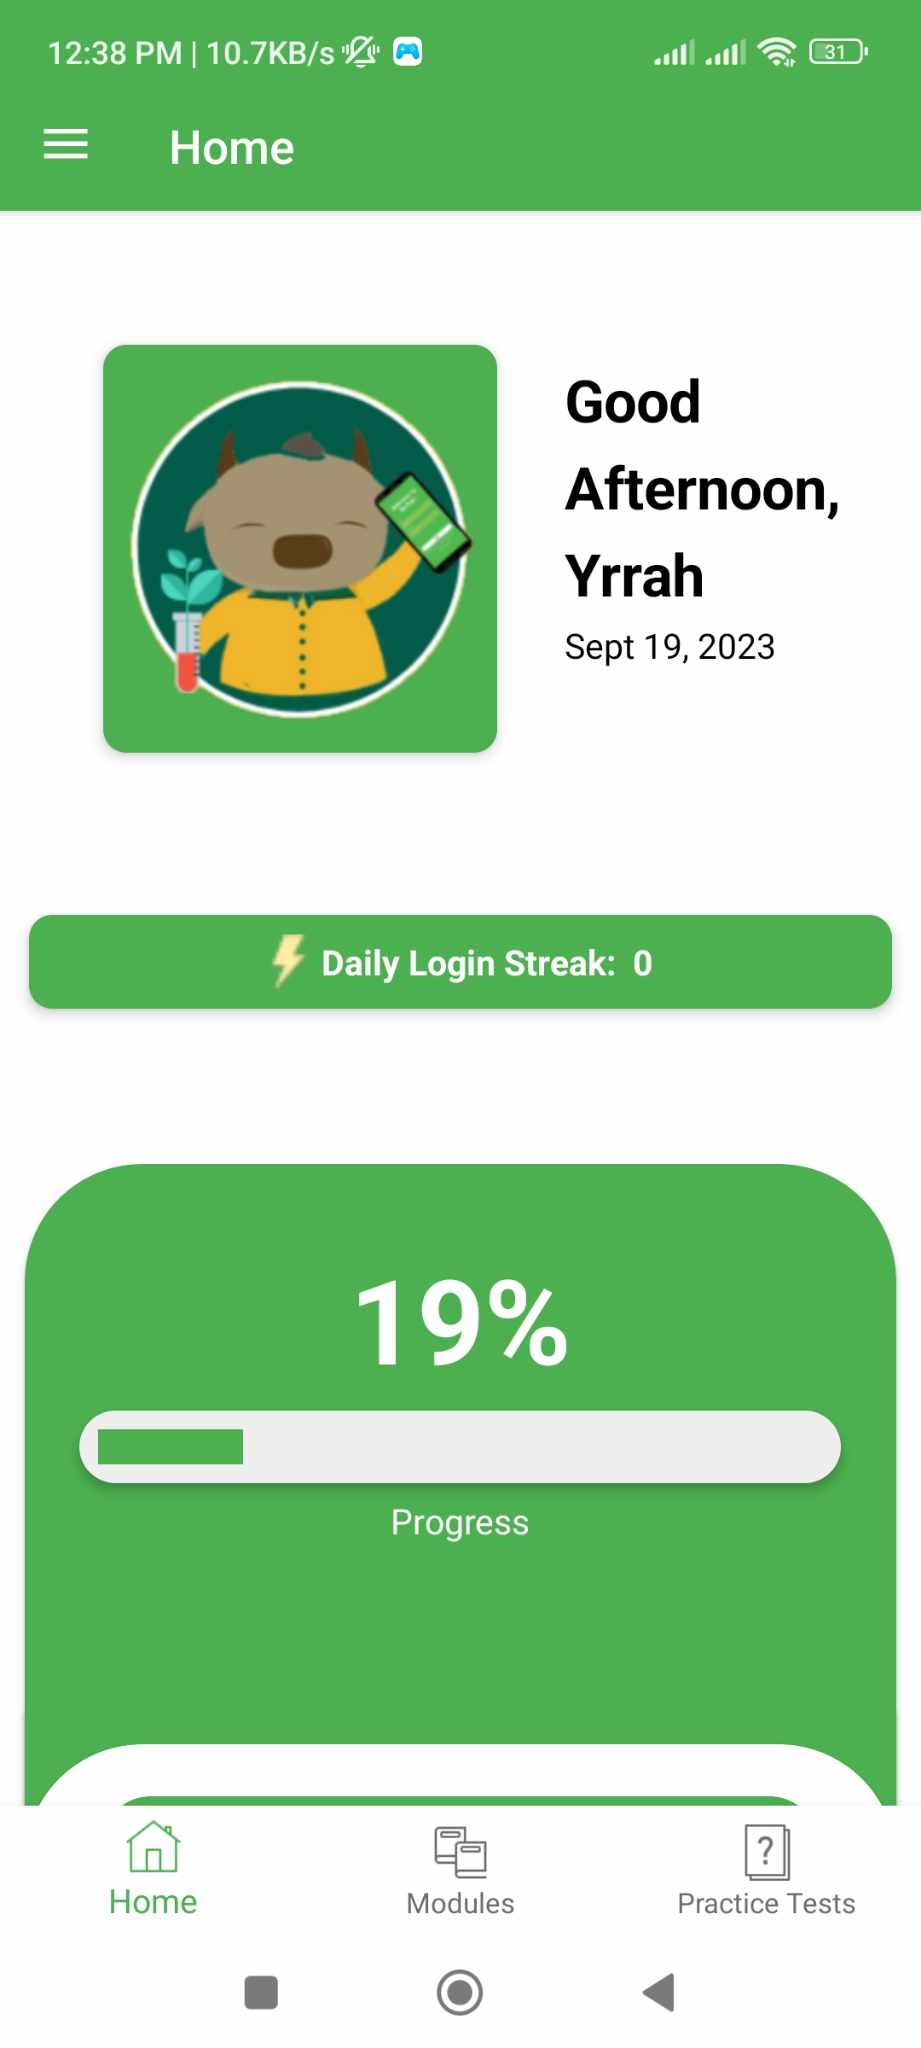 12:38 PM | 10.7KB/s
31
Home
Good
Afternoon,
Yrrah
Sept 19, 2023
Daily Login Streak: 0
19%
Progress
Home
Modules
?
Practice Tests